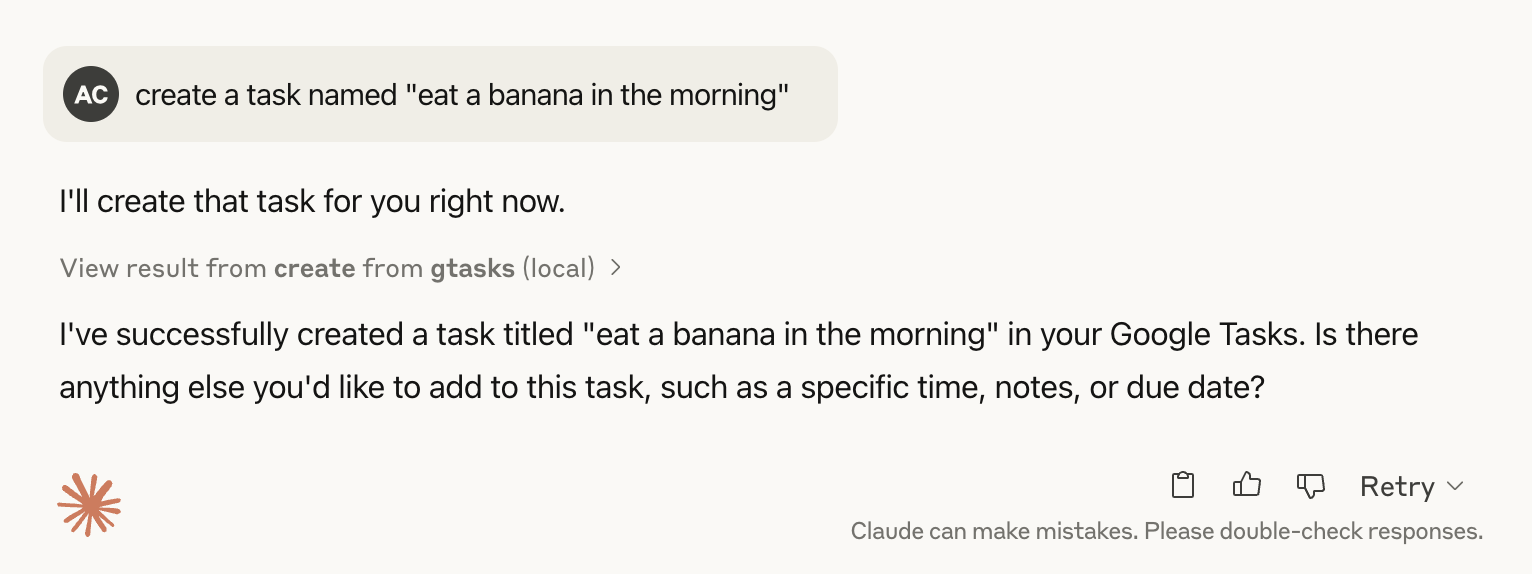 AC create a task named "eat a banana in the morning"
I'll create that task for you right now.
View result from create from gtasks (local)
I've successfully created a task titled "eat a banana in the morning" in your Google Tasks. Is there
anything else you'd like to add to this task, such as a specific time, notes, or due date?
Retry
Claude can make mistakes. Please double-check responses.